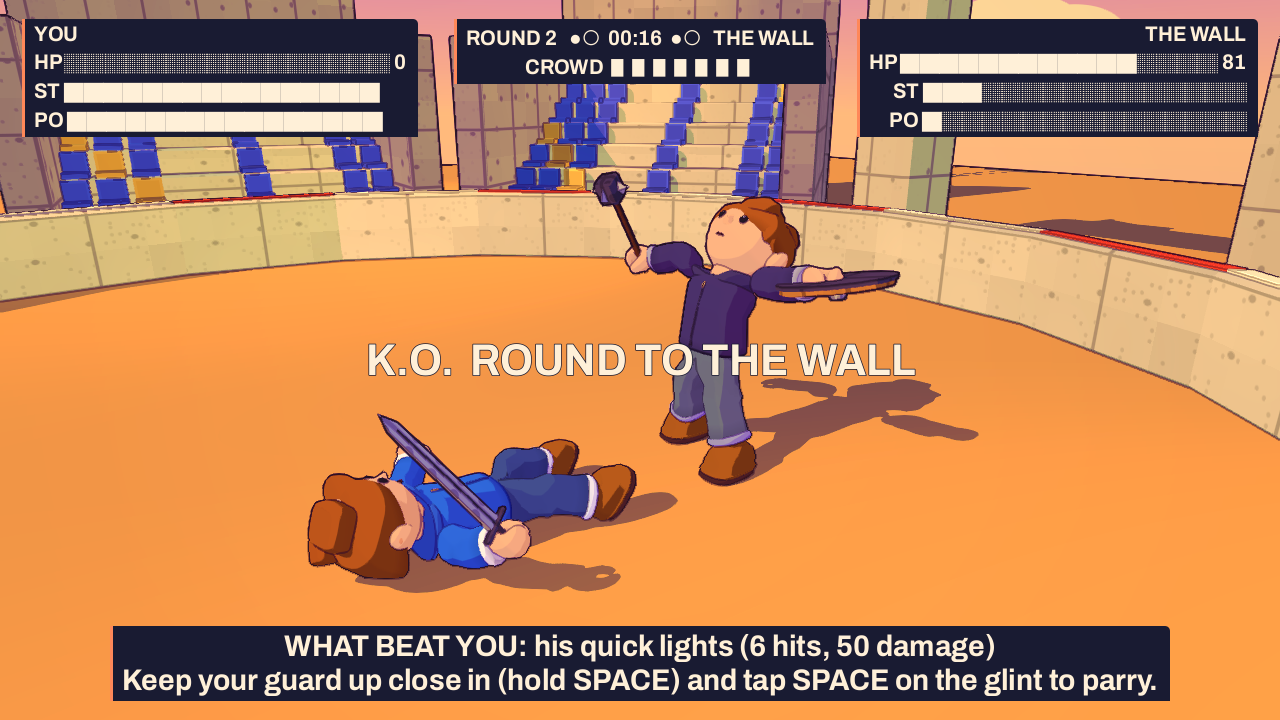 YOU
HP 0
ST
PO
ROUND 2 ●○ 00:16 ●○ THE WALL
CROWD
THE WALL
HP 81
ST
PO
K.O. ROUND TO THE WALL
WHAT BEAT YOU: his quick lights (6 hits, 50 damage)
Keep your guard up close in (hold SPACE) and tap SPACE on the glint to parry.